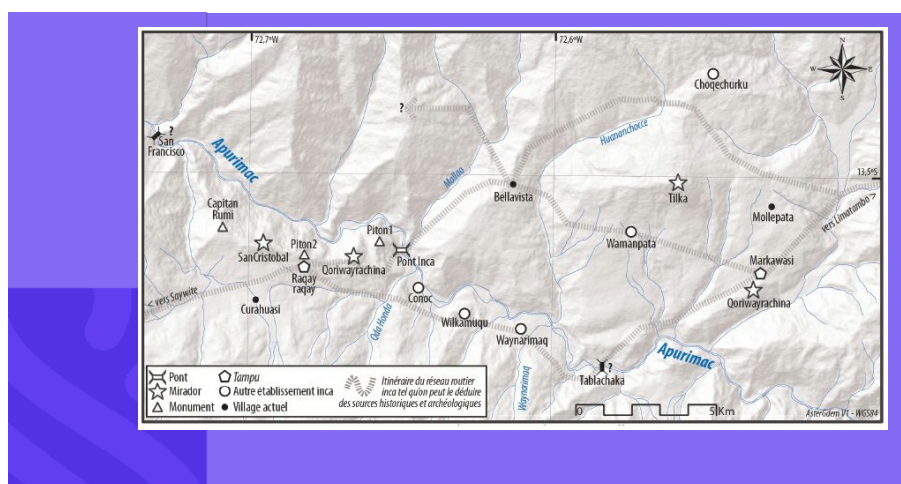 72,7°W
72,6°W
Choqechurku
?
?
San
Francisco
Apurimac
Mallao
Huananchocce
13,5°S
Bellavista
Tilka
Mollepata
vers Limatambo >
Capitan
Rumi
SanCristobal
Piton2
Piton1
Qoriwayrachina
Pont Inca
Wamanpata
Markawasi
Raqay
raqay
Qoriwayrachina
< vers Saywite
Curahuasi
Qda Honda
Conoc
Wilkamuqu
Waynarimaq
Apurimac
Tablachaka
?
Waynarimaq
Pont
Mirador
Monument
Tampu
Autre établissement inca
Village actuel
Itinéraire du réseau routier
inca tel qu'on peut le déduire
des sources historiques et archéologiques
0
5 Km
AsterGdem V1 - WGS84
N
W
E
N